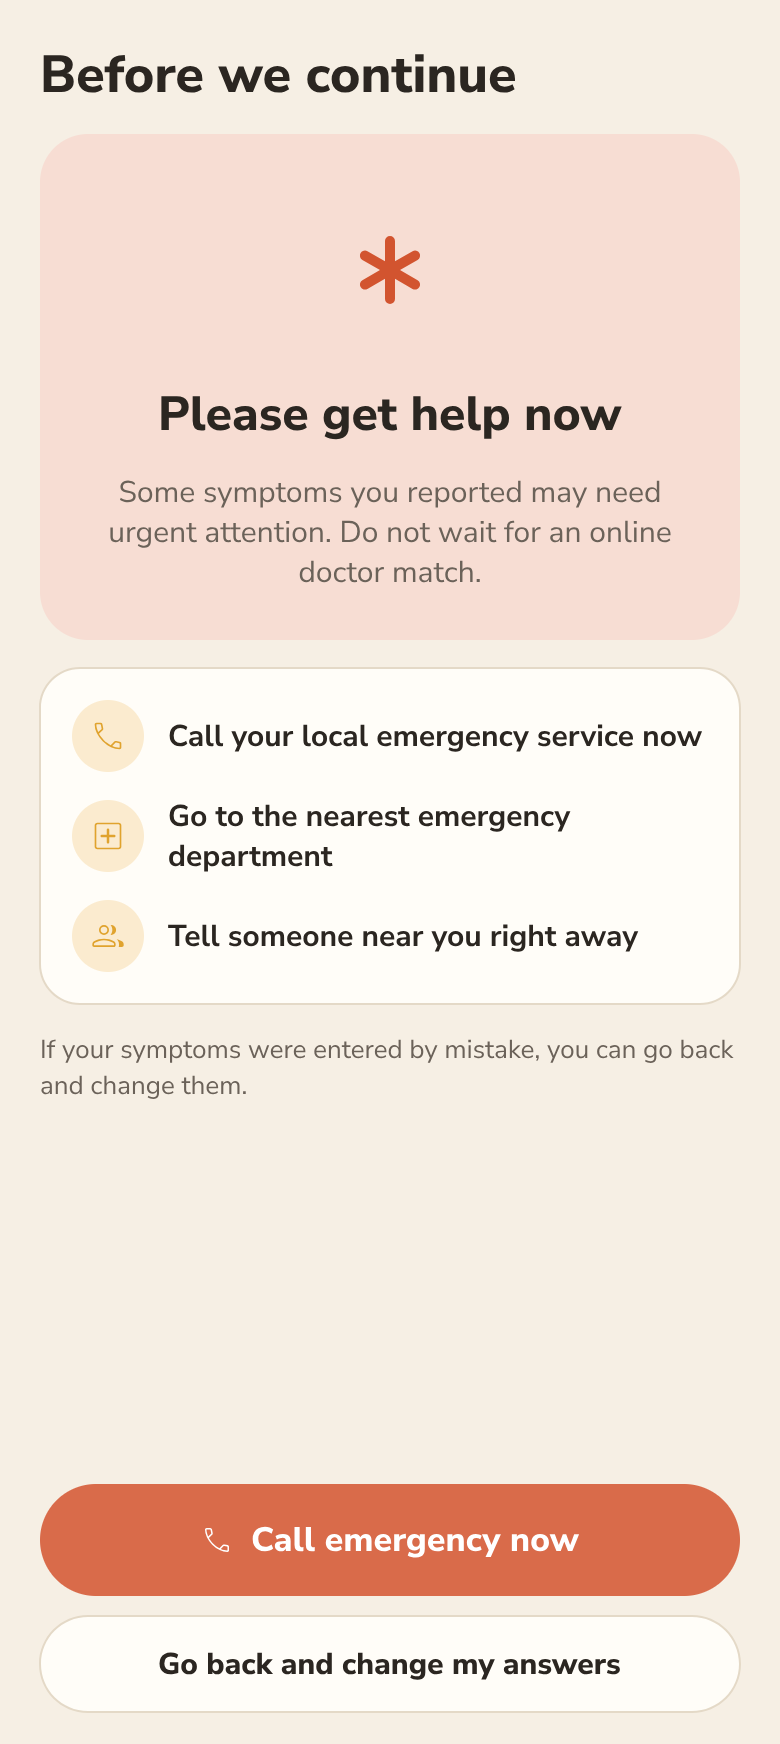 Before we continue
Please get help now
Some symptoms you reported may need
urgent attention. Do not wait for an online
doctor match.
Call your local emergency service now
Go to the nearest emergency
department
Tell someone near you right away
If your symptoms were entered by mistake, you can go back
and change them.
Call emergency now
Go back and change my answers